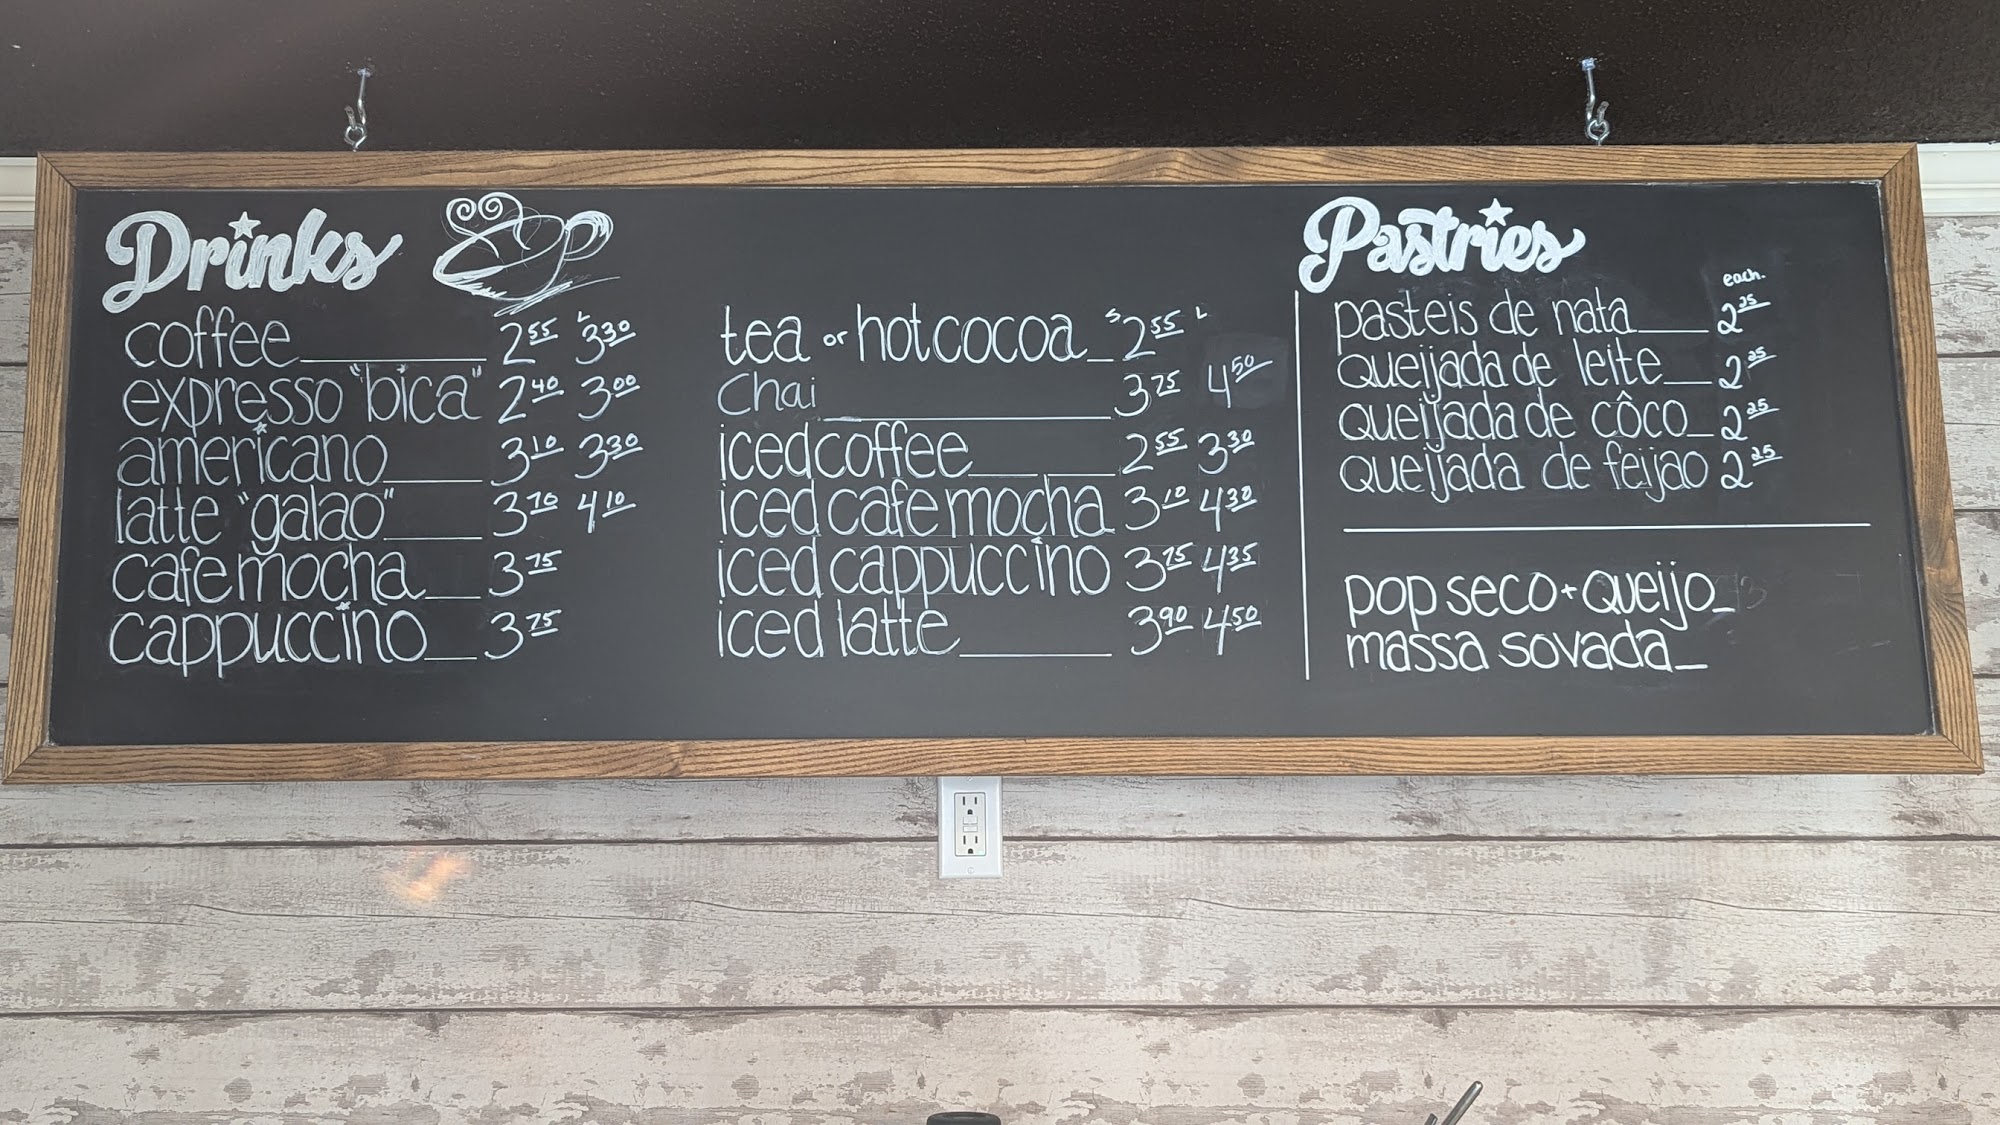 Drinks
coffee 2 55 L 3 30
expresso "bica" 2 40 3 00
americano 3 10 3 30
latte "galao" 3 70 4 10
cafe mocha 3 75
cappuccino 3 75
tea or hot cocoa S 2 55 L
Chai 3 75 4 50
iced coffee 2 55 3 30
iced cafe mocha 3 10 4 30
iced cappuccino 3 75 4 35
iced latte 3 90 4 50
Pastries
each.
pasteis de nata 2 25
queijada de leite 2 25
queijada de côco 2 25
queijada de feijao 2 25
pop seco + Queijo
massa sovada